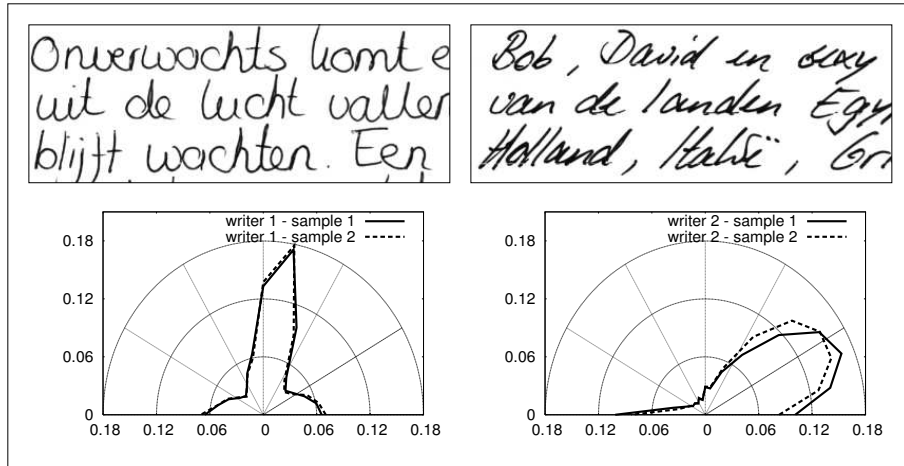 Onverwachts komt e
uit de lucht vallen
blijft wachten. Een
Bob, David en sexy
van de landen Egy
Holland, Italië, Gri
writer 1 - sample 1
writer 1 - sample 2
0.18
0.12
0.06
0
0.18 0.12 0.06 0 0.06 0.12 0.18
writer 2 - sample 1
writer 2 - sample 2
0.18
0.12
0.06
0
0.18 0.12 0.06 0 0.06 0.12 0.18